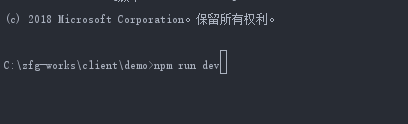 (c) 2018 Microsoft Corporation。保留所有权利。
C:\zfg-works\client\demo>npm run dev